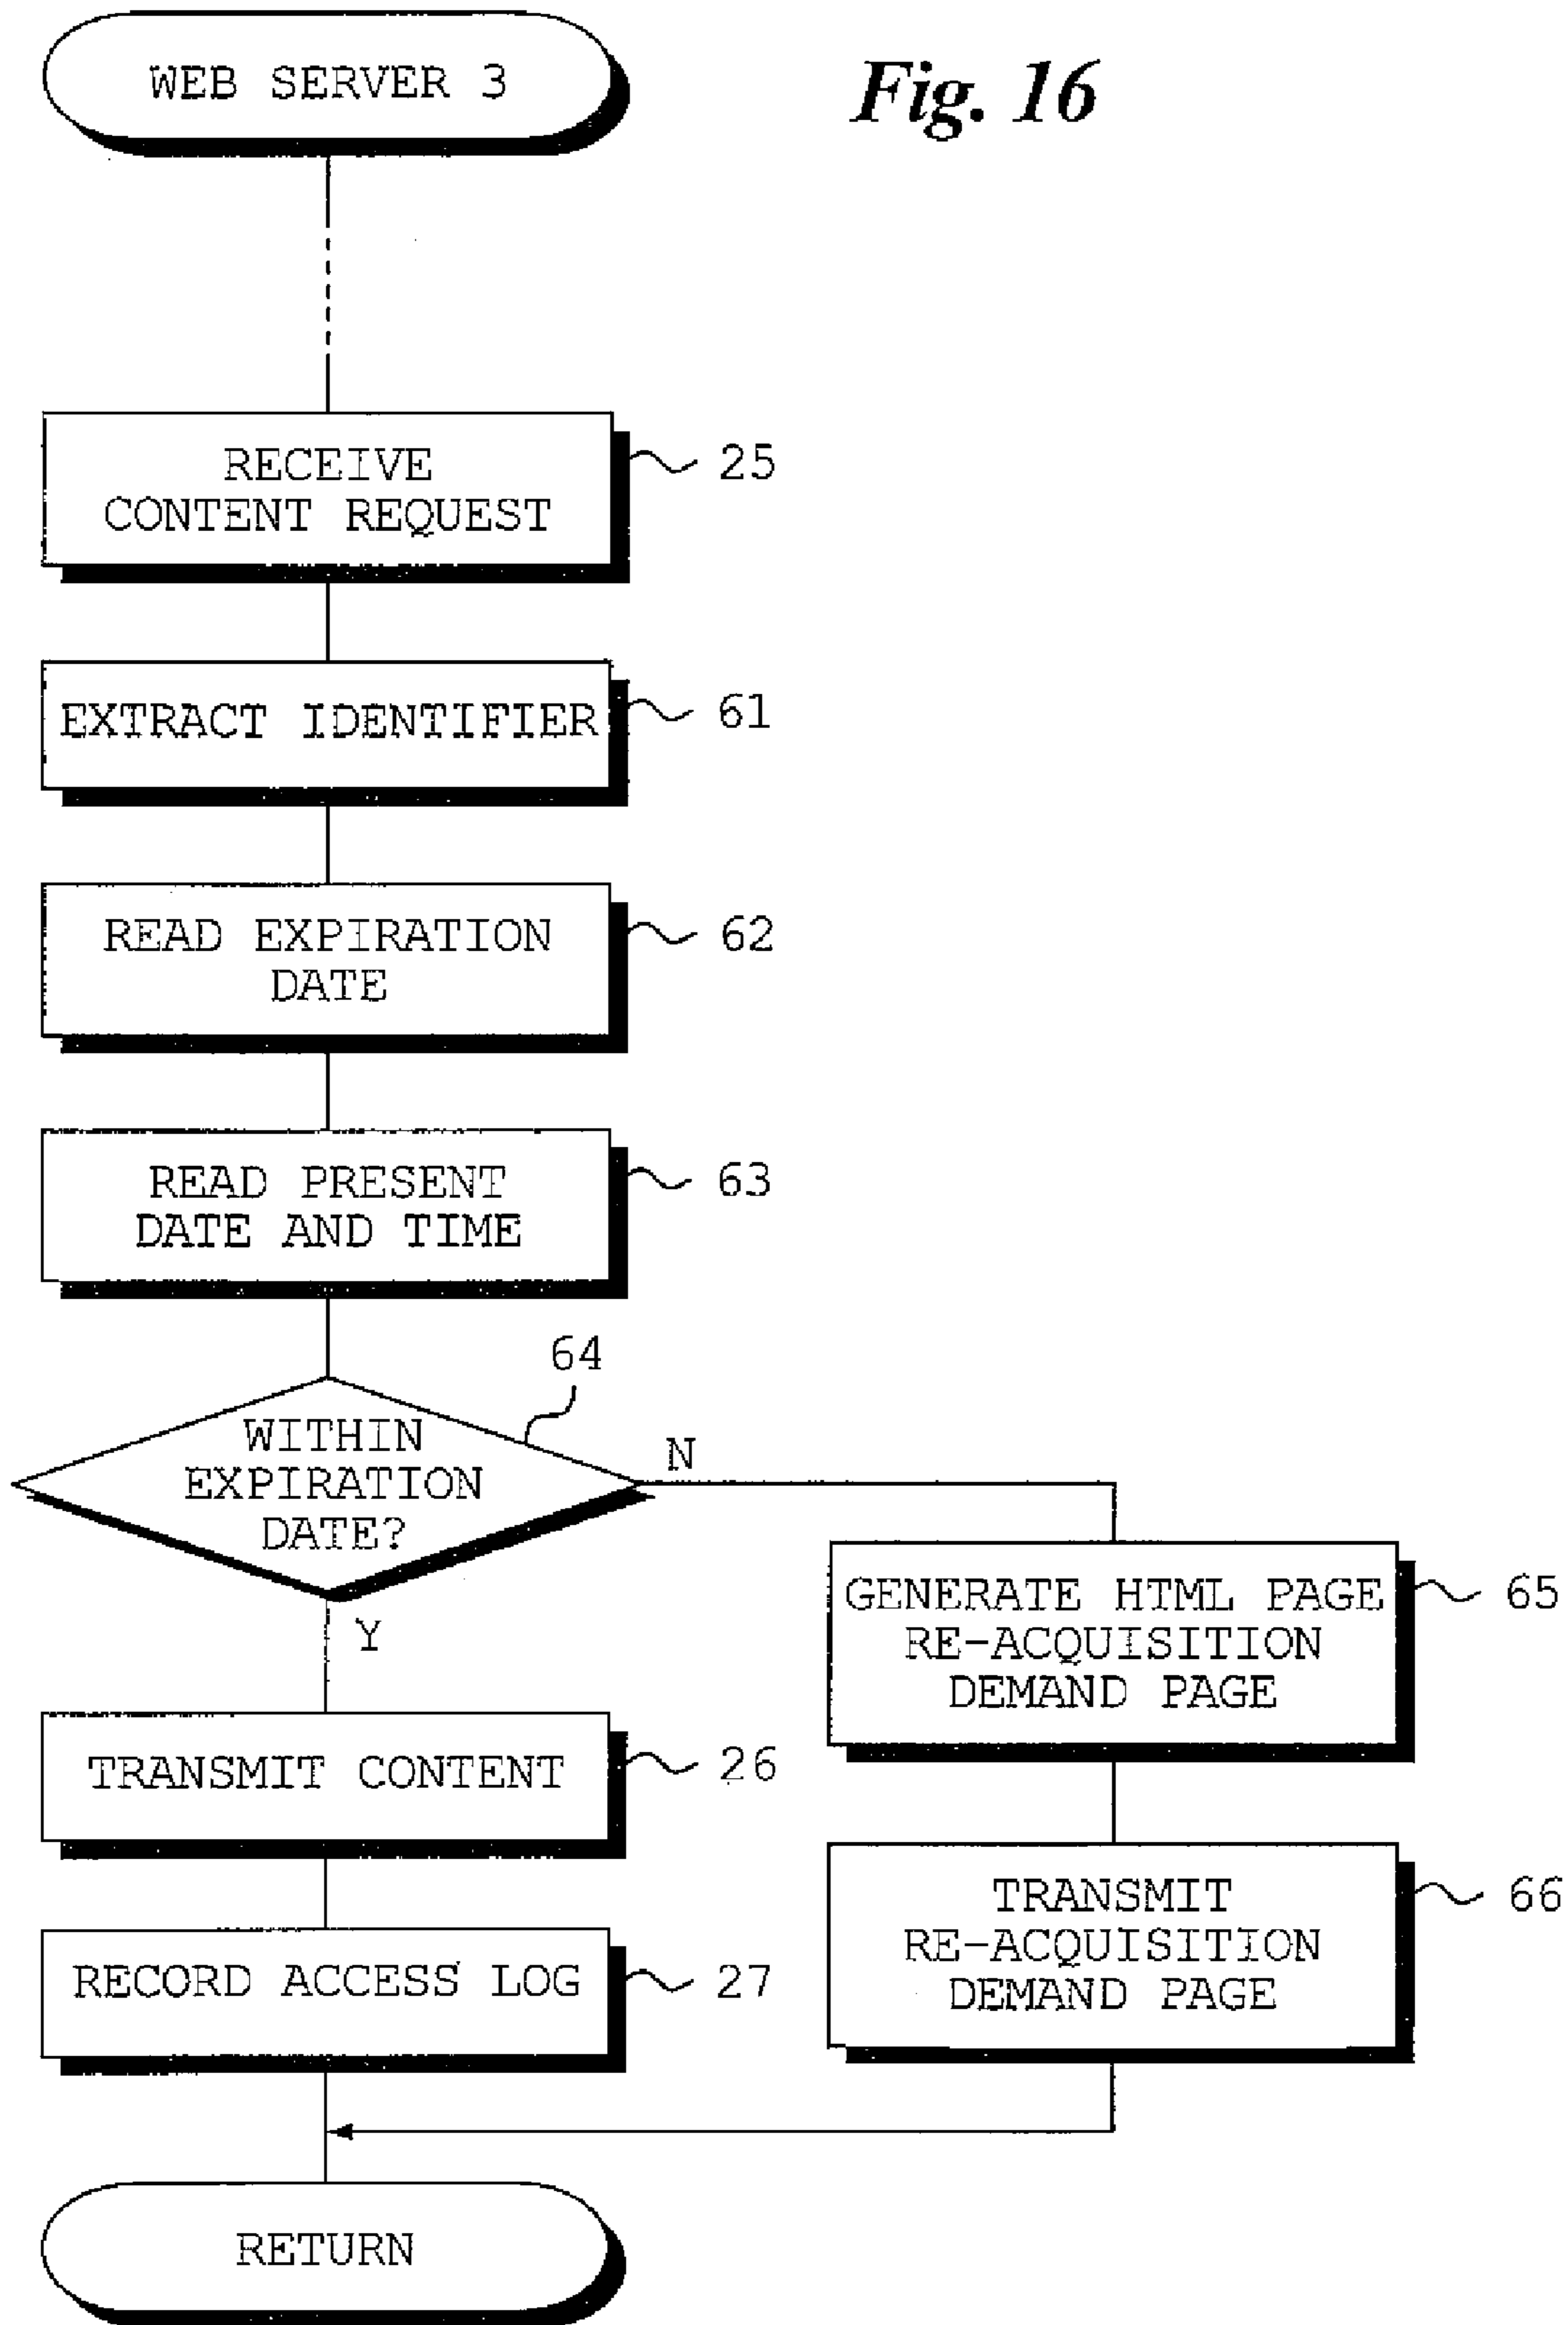 WEB SERVER 3
Fig. 16
RECEIVE
CONTENT REQUEST
25
EXTRACT IDENTIFIER
61
READ EXPIRATION
DATE
62
READ PRESENT
DATE AND TIME
63
64
WITHIN
EXPIRATION
DATE?
N
Y
GENERATE HTML PAGE
RE-ACQUISITION
DEMAND PAGE
65
TRANSMIT CONTENT
26
TRANSMIT
RE-ACQUISITION
DEMAND PAGE
66
RECORD ACCESS LOG
27
RETURN